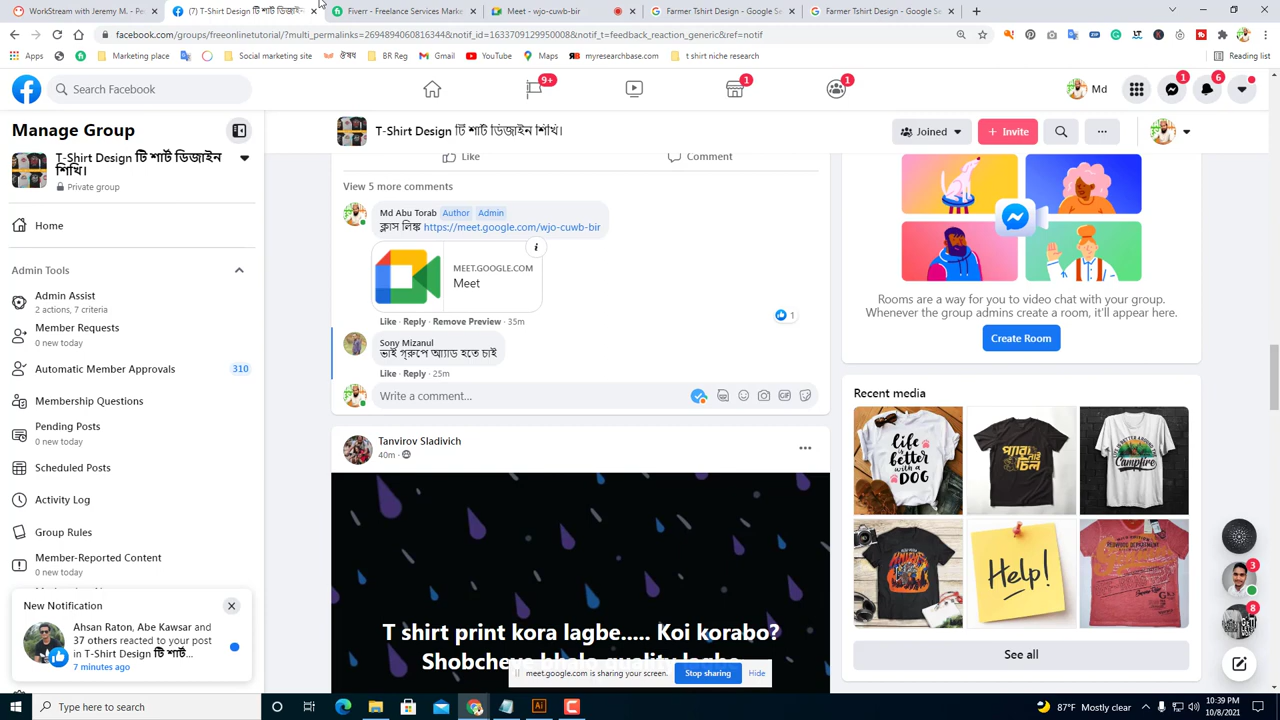 WorkStream with Jeremy M. - Pe
(7) T-Shirt Design টি শার্ট ডিজাইন
Fiverr - Freelance Services Marke
Meet - wjo-cuwb-bir
Farmer Tshirt Design - Google Se
Farmer Tshirt Design - Google Se
facebook.com/groups/freeonlinetutorial/?multi_permalinks=2694894060816344&notif_id=1633709129950008&notif_t=feedback_reaction_generic&ref=notif
Apps
Marketing place
Social marketing site
ঔষধ
BR Reg
Gmail
YouTube
Maps
myresearchbase.com
t shirt niche research
Reading list
Search Facebook
9+
1
1
Md
1
6
Manage Group
T-Shirt Design টি শার্ট ডিজাইন
শিখি।
Private group
T-Shirt Design টি শার্ট ডিজাইন শিখি।
Joined
+ Invite
Home
Admin Tools
Admin Assist
2 actions, 7 criteria
Member Requests
0 new today
Automatic Member Approvals
310
Membership Questions
Pending Posts
0 new today
Scheduled Posts
Activity Log
Group Rules
Member-Reported Content
0 new today
New Notification
Ahsan Raton, Abe Kawsar and
37 others reacted to your post
in T-Shirt Design টি শার্ট...
7 minutes ago
Like
Comment
View 5 more comments
Md Abu Torab Author Admin
ক্লাস লিঙ্ক https://meet.google.com/wjo-cuwb-bir
MEET.GOOGLE.COM
Meet
Like · Reply · Remove Preview · 35m
1
Sony Mizanul
ভাই গ্রুপে অ্যাড হতে চাই
Like · Reply · 25m
Write a comment...
Tanvirov Sladivich
40m
T shirt print kora lagbe..... Koi korabo?
Shobcheye bhalo quality lagbe
meet.google.com is sharing your screen.
Stop sharing
Hide
Rooms are a way for you to video chat with your group.
Whenever the group admins create a room, it'll appear here.
Create Room
Recent media
life is
better
with a
DOG
প্যারা
নাই
চিল
Campfire
Help!
See all
3
8
Type here to search
87°F Mostly clear
10:39 PM
10/8/2021